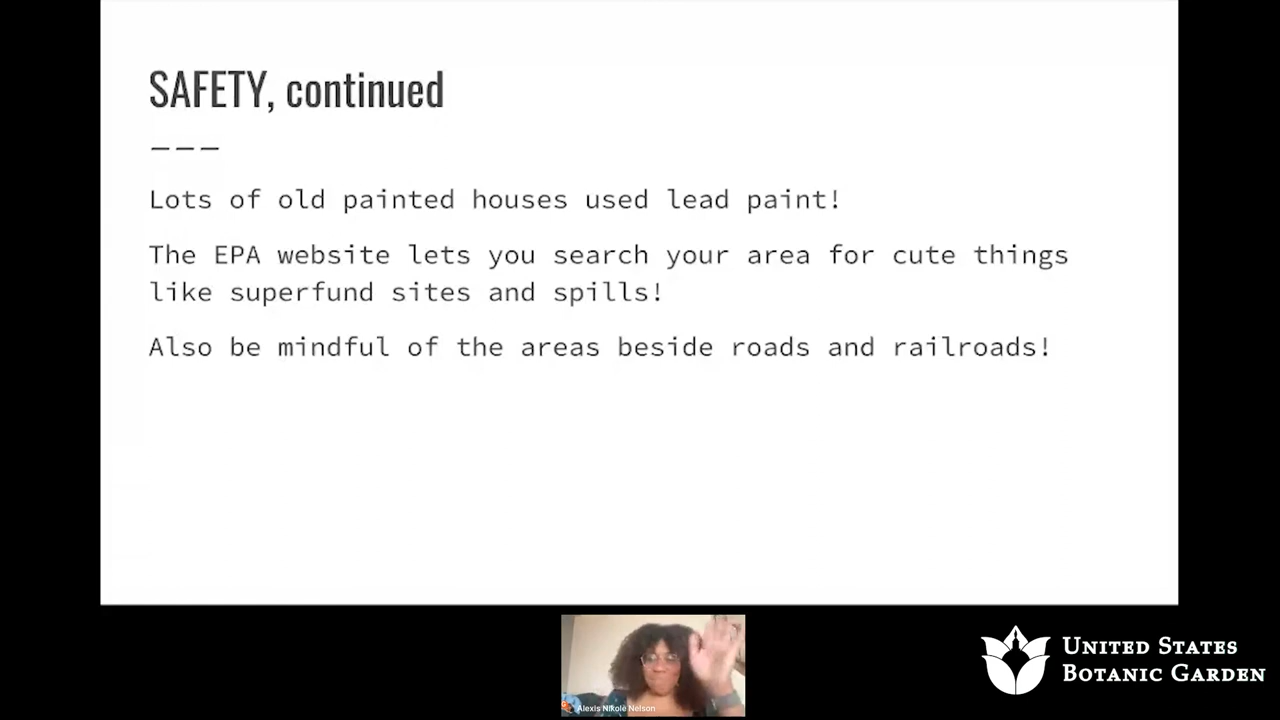 SAFETY, continued
———
Lots of old painted houses used lead paint!
The EPA website lets you search your area for cute things
like superfund sites and spills!
Also be mindful of the areas beside roads and railroads!
Alexis Nikole Nelson
UNITED STATES
BOTANIC GARDEN